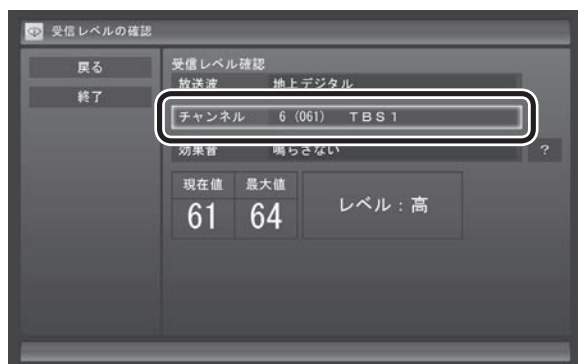 受信レベルの確認
戻る
終了
受信レベル確認
放送波 地上デジタル
チャンネル 6 (061) TBS1
効果音 鳴らさない ?
現在値 最大値
61 64 レベル：高